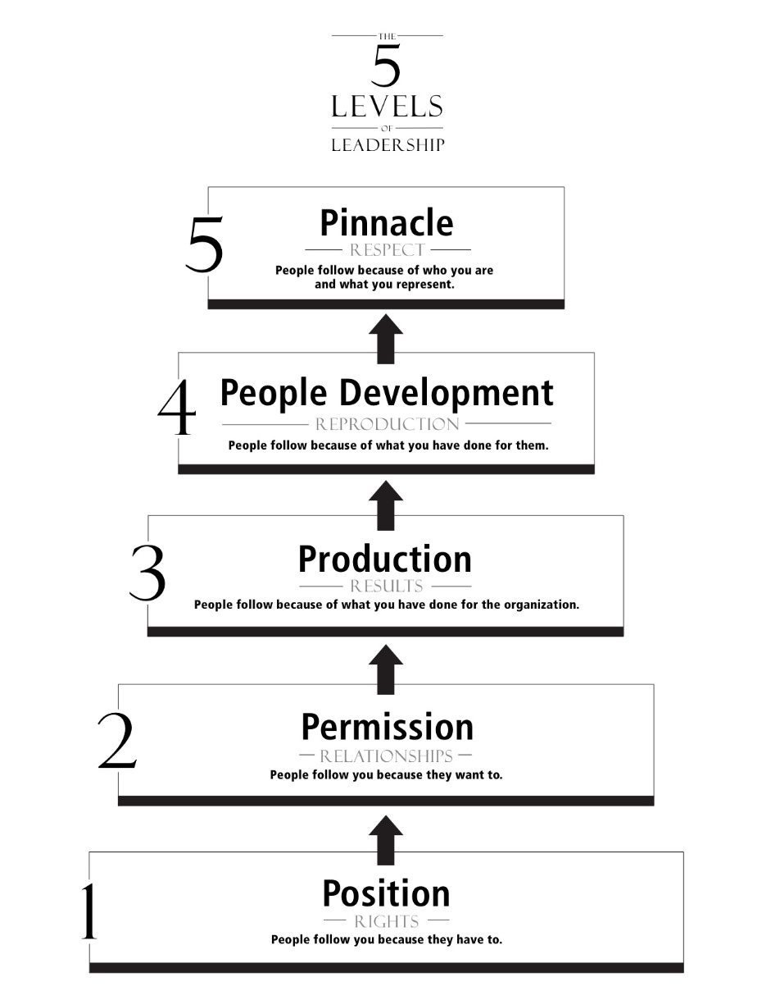 THE
5
LEVELS
OF
LEADERSHIP
5
Pinnacle
RESPECT
People follow because of who you are
and what you represent.
4
People Development
REPRODUCTION
People follow because of what you have done for them.
3
Production
RESULTS
People follow because of what you have done for the organization.
2
Permission
RELATIONSHIPS
People follow you because they want to.
1
Position
RIGHTS
People follow you because they have to.